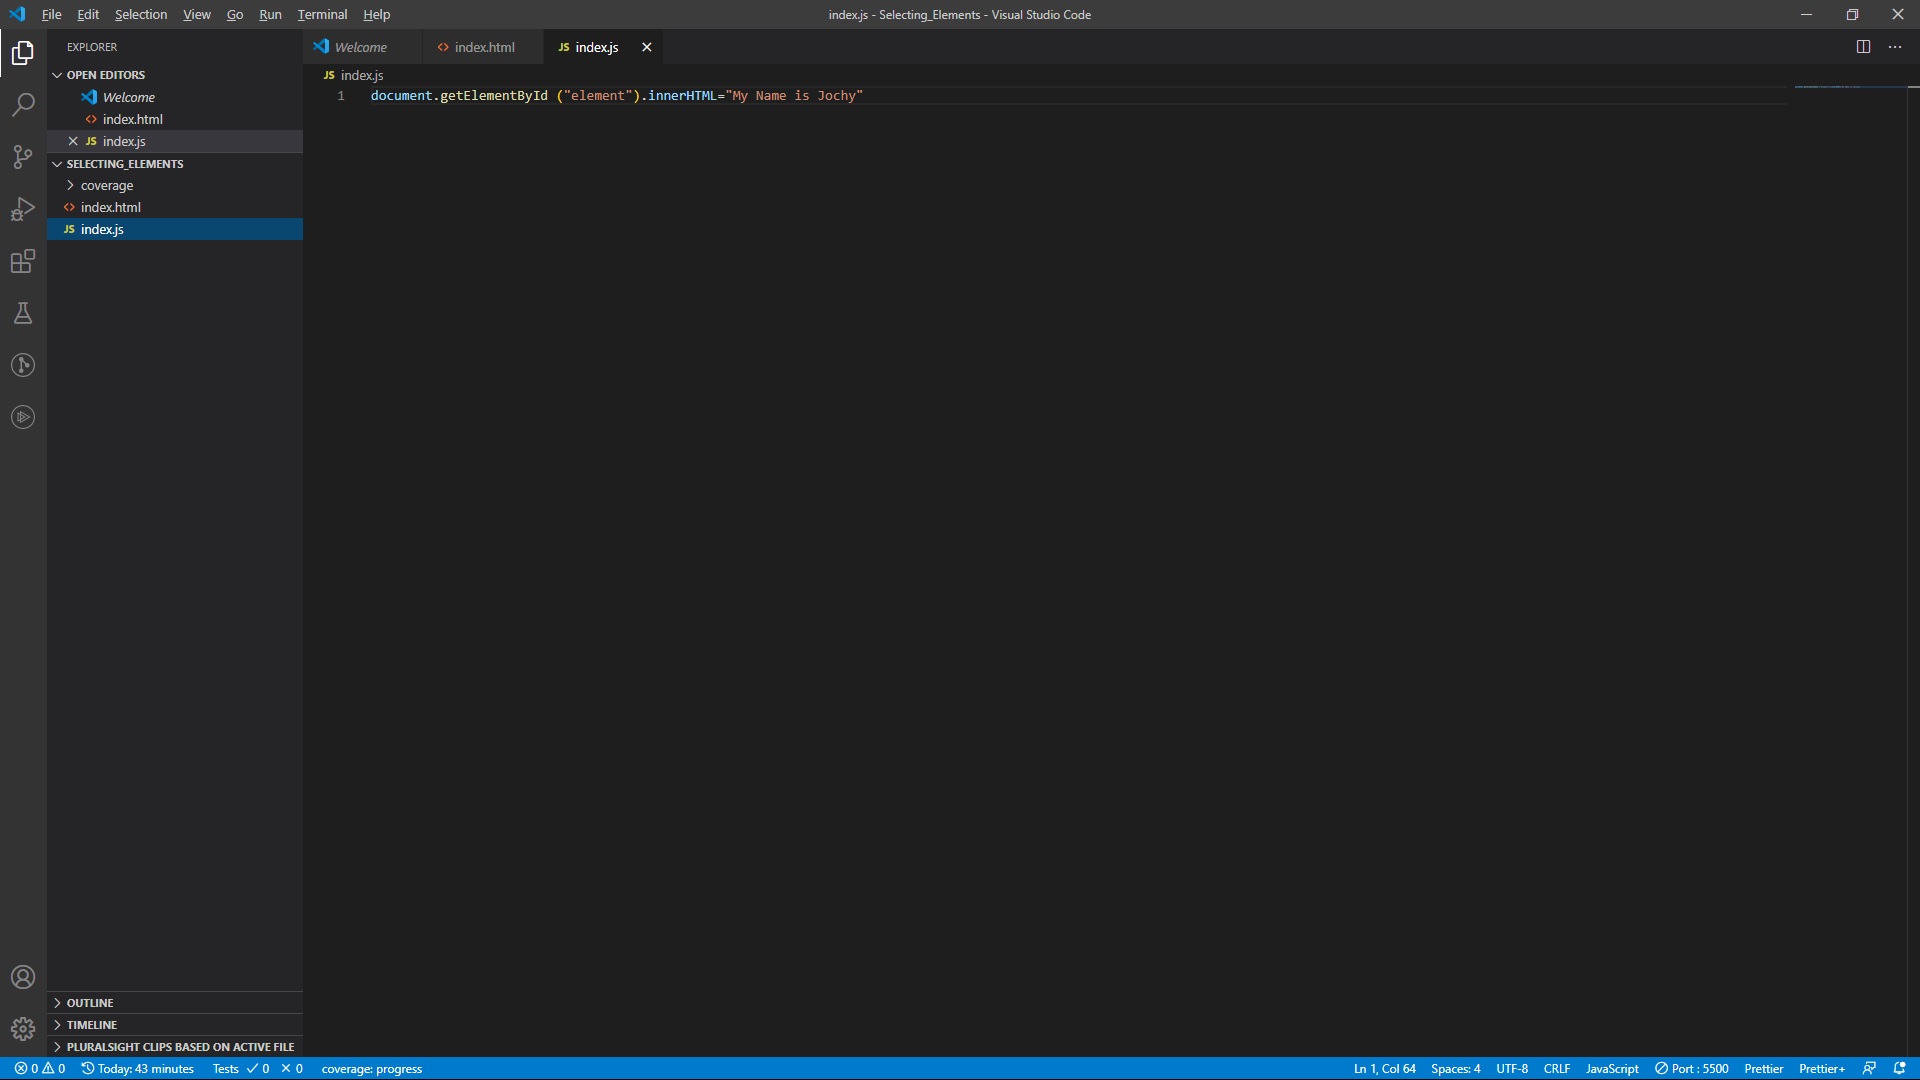 File Edit Selection View Go Run Terminal Help
index.js - Selecting_Elements - Visual Studio Code
EXPLORER
OPEN EDITORS
Welcome
index.html
JS index.js
SELECTING_ELEMENTS
coverage
index.html
JS index.js
OUTLINE
TIMELINE
PLURALSIGHT CLIPS BASED ON ACTIVE FILE
Welcome index.html JS index.js
JS index.js
1 document.getElementById ("element").innerHTML="My Name is Jochy"
0 0 Today: 43 minutes Tests 0 0 coverage: progress
Ln 1, Col 64 Spaces: 4 UTF-8 CRLF JavaScript Port : 5500 Prettier Prettier+